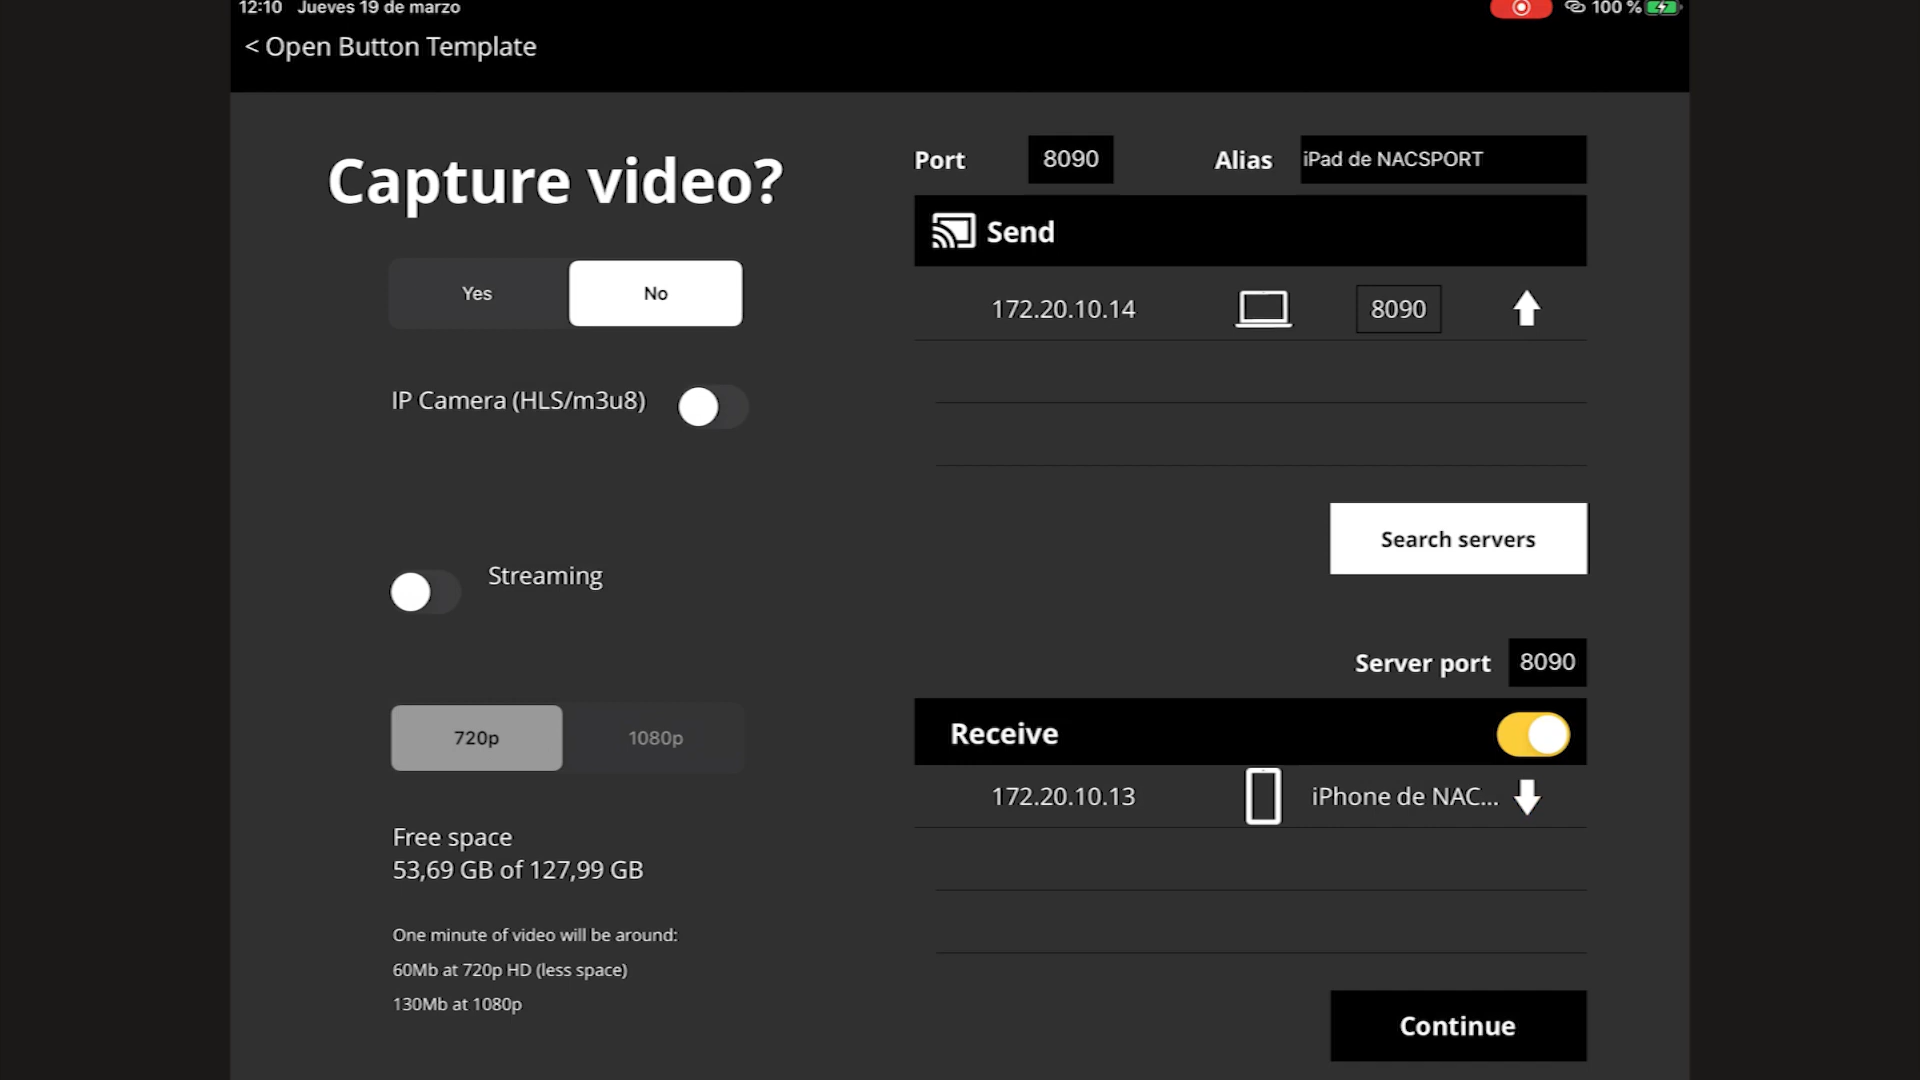 12:10 Jueves 19 de marzo
100 %
< Open Button Template
Capture video?
Yes
No
IP Camera (HLS/m3u8)
Streaming
720p
1080p
Free space
53,69 GB of 127,99 GB
One minute of video will be around:
60Mb at 720p HD (less space)
130Mb at 1080p
Port 8090 Alias iPad de NACSPORT
Send
172.20.10.14 8090
Search servers
Server port 8090
Receive
172.20.10.13 iPhone de NAC...
Continue